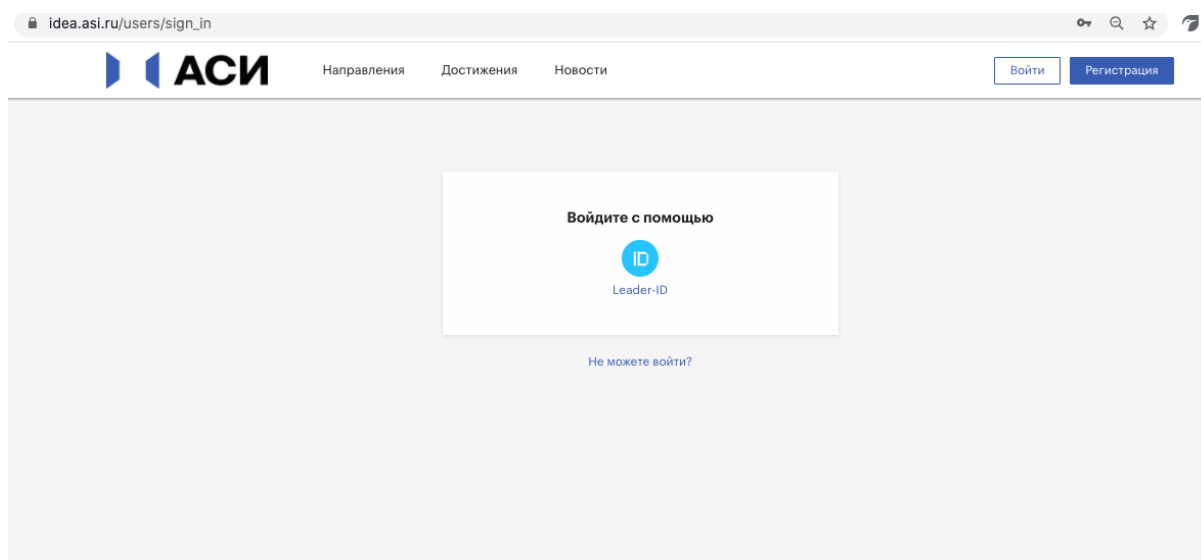 idea.asi.ru/users/sign_in
АСИ Направления Достижения Новости Войти Регистрация
Войдите с помощью
ID
Leader-ID
Не можете войти?